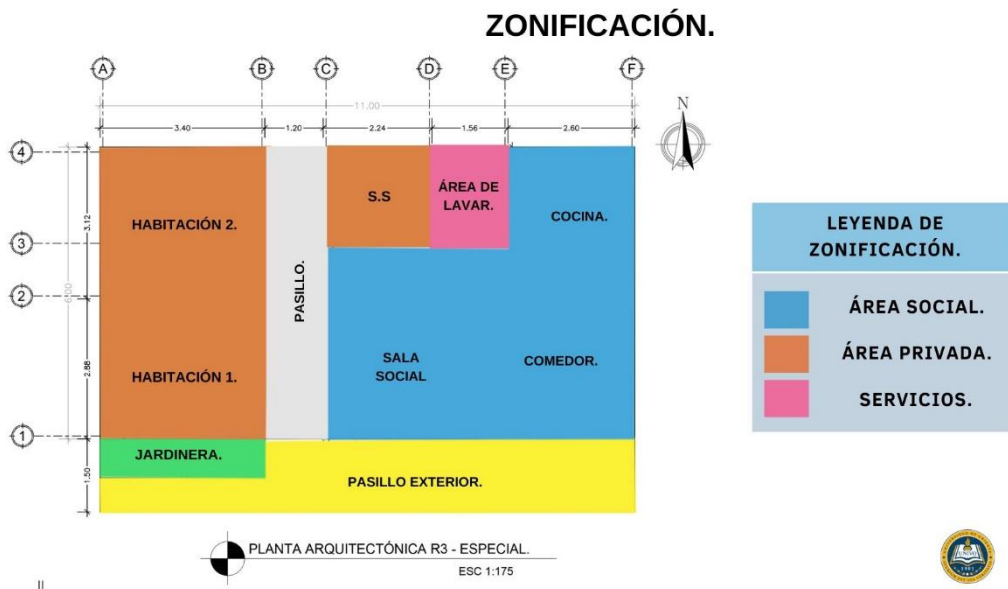 ZONIFICACIÓN.
A B C D E F
11,00
3.40 1.20 2.24 1.56 2.60
N
4
3
2
1
3.12
6.00
2.88
1.50
HABITACIÓN 2.
S.S
ÁREA DE
LAVAR.
COCINA.
PASILLO.
HABITACIÓN 1.
SALA
SOCIAL
COMEDOR.
JARDINERA.
PASILLO EXTERIOR.
LEYENDA DE
ZONIFICACIÓN.
ÁREA SOCIAL.
ÁREA PRIVADA.
SERVICIOS.
PLANTA ARQUITECTÓNICA R3 - ESPECIAL.
ESC 1:175